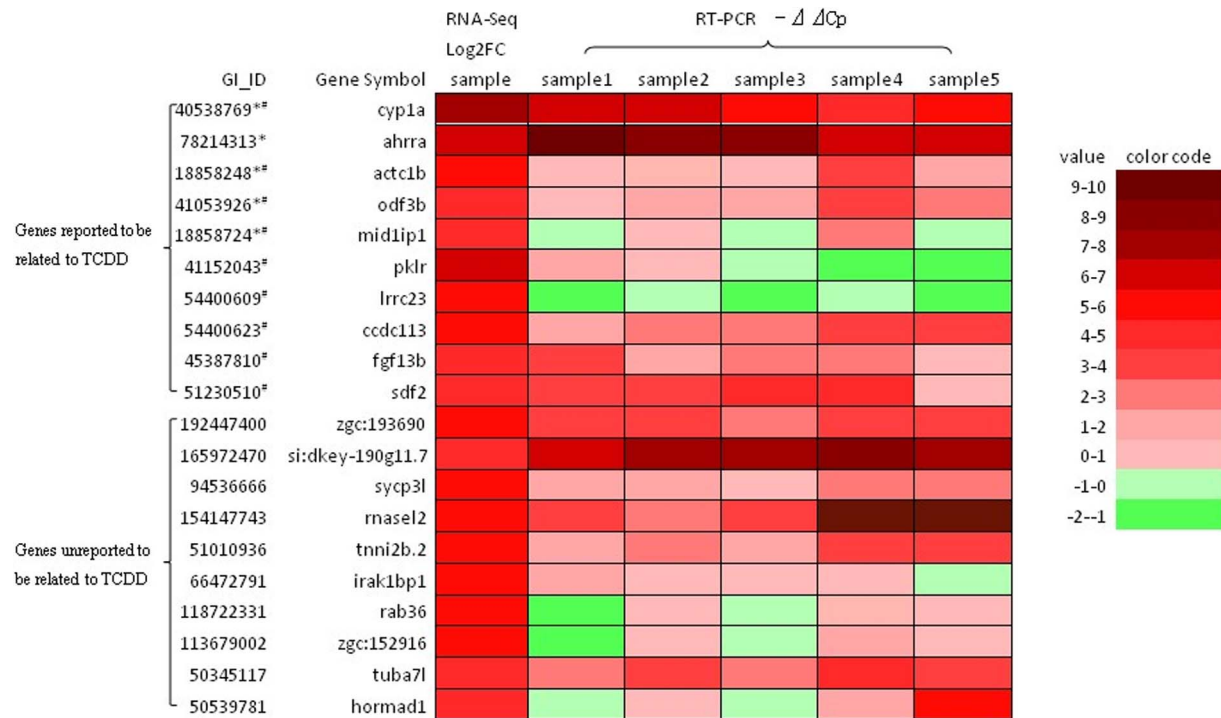 RNA-Seq RT-PCR －Δ ΔCp
Log2FC
GI_ID Gene Symbol sample sample1 sample2 sample3 sample4 sample5
40538769*# cyp1a
78214313* ahrra
18858248*# actc1b
41053926*# odf3b
18858724*# mid1ip1
41152043# pklr
54400609# lrrc23
54400623# ccdc113
45387810# fgf13b
51230510# sdf2
192447400 zgc:193690
165972470 si:dkey-190g11.7
94536666 sycp3l
154147743 rnasel2
51010936 tnni2b.2
66472791 irak1bp1
118722331 rab36
113679002 zgc:152916
50345117 tuba7l
50539781 hormad1
Genes reported to be
related to TCDD
Genes unreported to
be related to TCDD
value color code
9-10
8-9
7-8
6-7
5-6
4-5
3-4
2-3
1-2
0-1
-1-0
-2--1